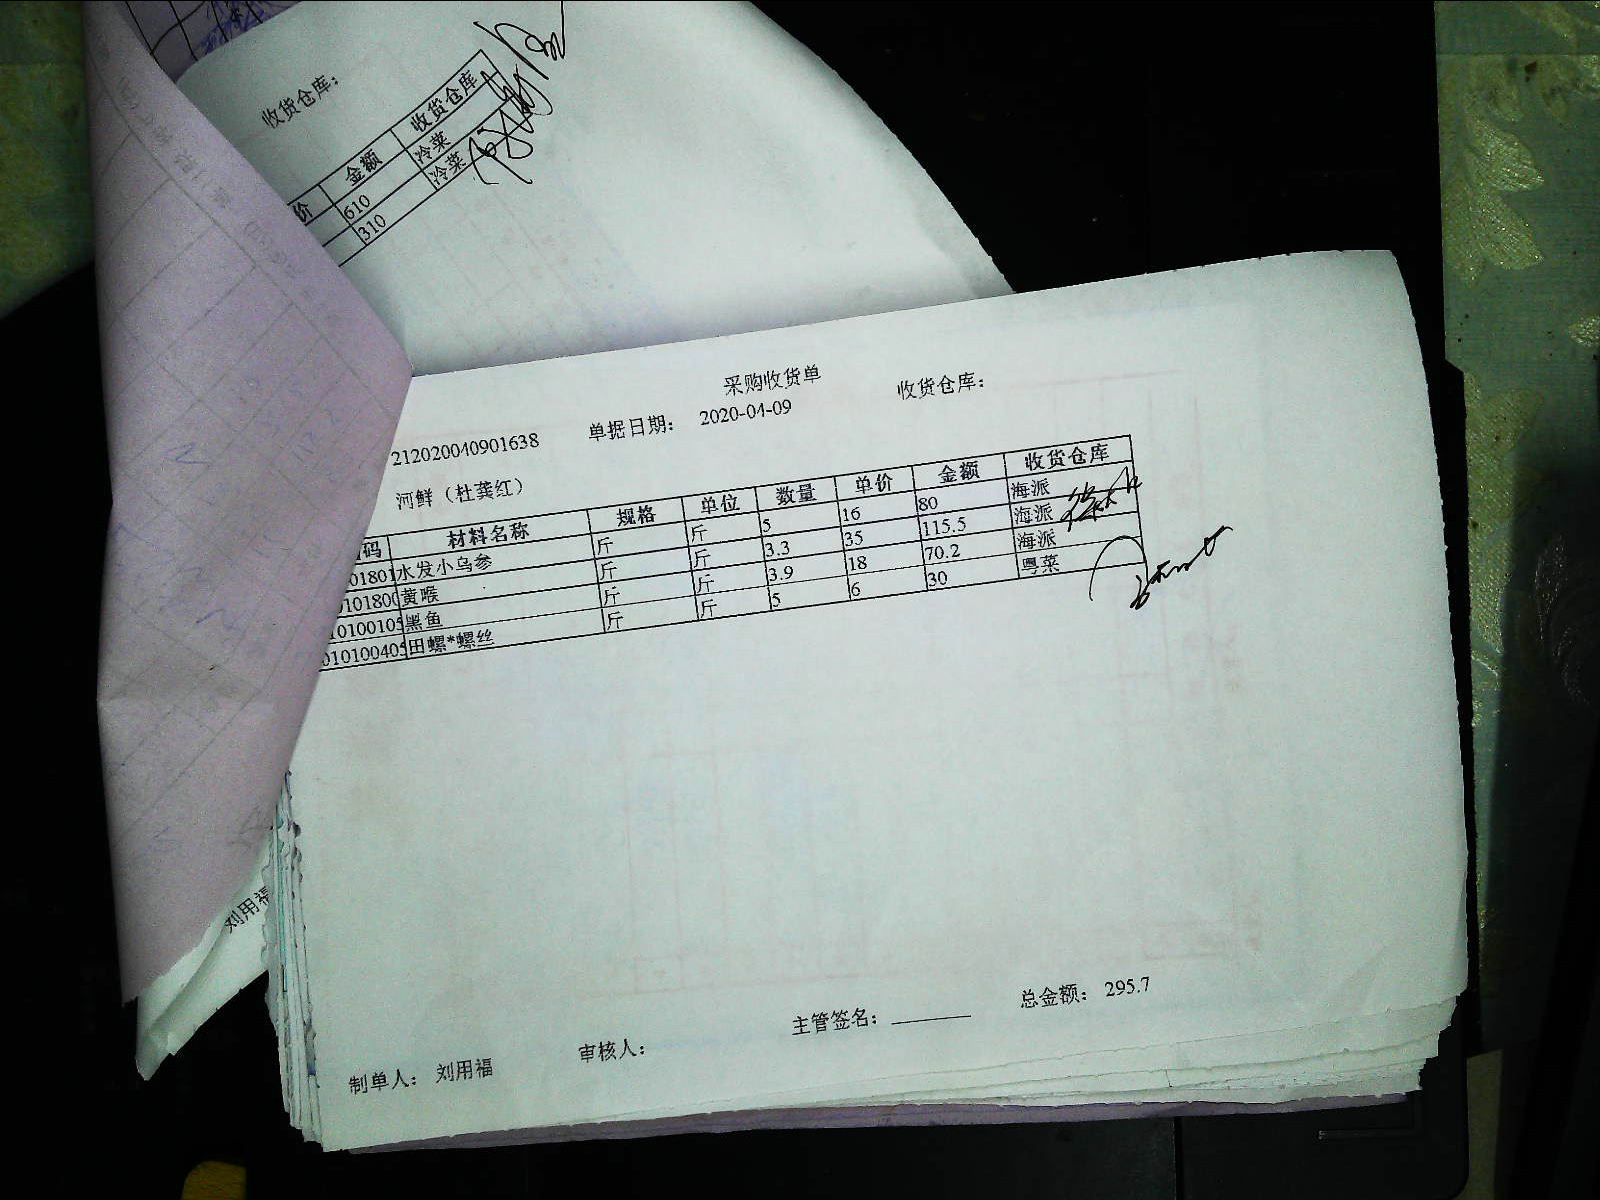 收货仓库：
价 金额 收货仓库
610 冷菜
310 冷菜
采购收货单
212020040901638 单据日期： 2020-04-09 收货仓库：
河鲜（杜龚红）
码 材料名称 规格 单位 数量 单价 金额 收货仓库
01801 水发小乌参 斤 斤 5 16 80 海派
101800 黄喉 斤 斤 3.3 35 115.5 海派
10100105 黑鱼 斤 斤 3.9 18 70.2 海派
010100405 田螺*螺丝 斤 斤 5 6 30 粤菜
刘用福
制单人： 刘用福 审核人： 主管签名： 总金额： 295.7